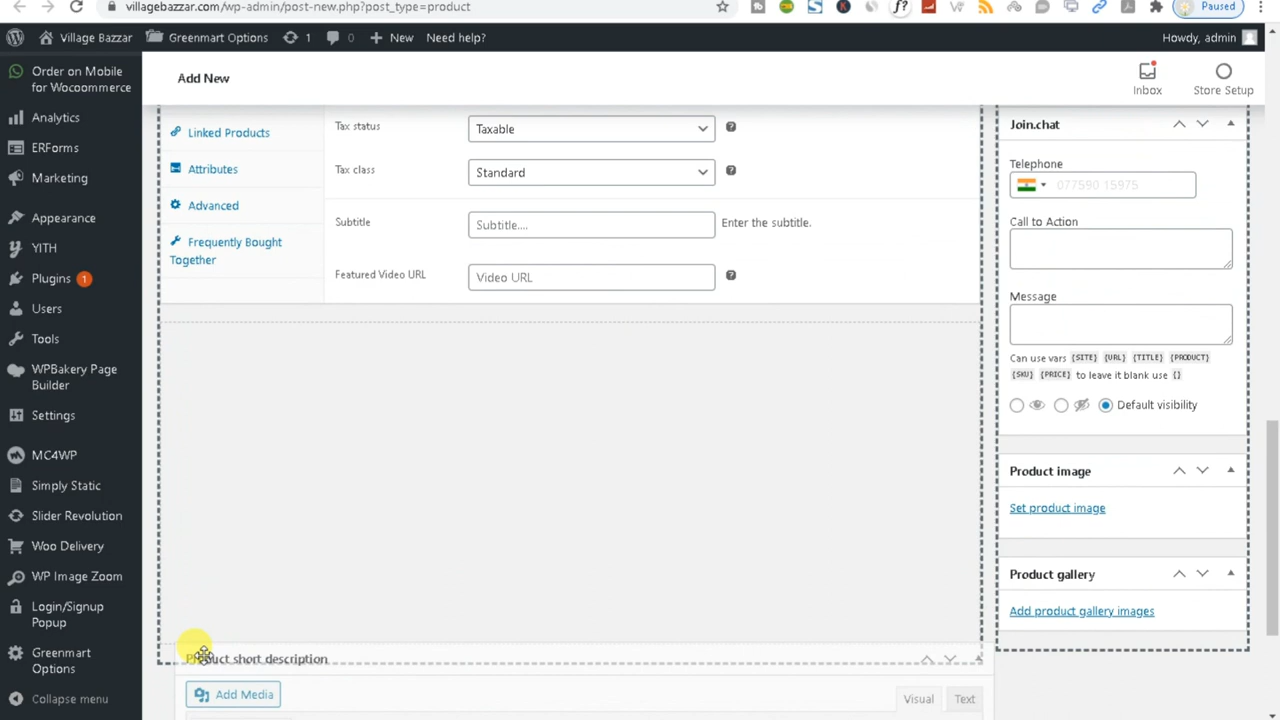 villagebazzar.com/wp-admin/post-new.php?post_type=product
Paused
Village Bazzar
Greenmart Options
1
0
New
Need help?
Howdy, admin
Order on Mobile
for Wocoommerce
Analytics
ERForms
Marketing
Appearance
YITH
Plugins 1
Users
Tools
WPBakery Page
Builder
Settings
MC4WP
Simply Static
Slider Revolution
Woo Delivery
WP Image Zoom
Login/Signup
Popup
Greenmart
Options
Collapse menu
Add New
Inbox
Store Setup
Linked Products
Attributes
Advanced
Frequently Bought
Together
Tax status
Taxable
Tax class
Standard
Subtitle
Subtitle....
Enter the subtitle.
Featured Video URL
Video URL
Product short description
Add Media
Visual
Text
Join.chat
Telephone
077590 15975
Call to Action
Message
Can use vars {SITE} {URL} {TITLE} {PRODUCT}
{SKU} {PRICE} to leave it blank use {}
Default visibility
Product image
Set product image
Product gallery
Add product gallery images